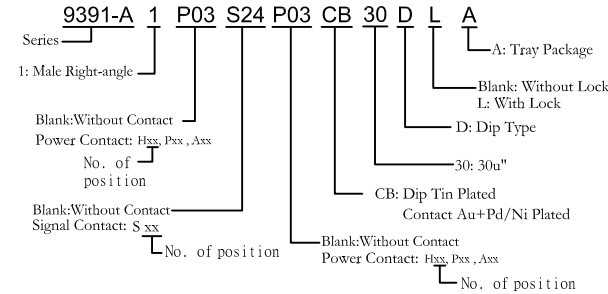 9391-A 1 P03 S24 P03 CB 30 D L A
Series
A: Tray Package
1: Male Right-angle
Blank: Without Lock
L: With Lock
Blank:Without Contact
D: Dip Type
Power Contact: Hxx, Pxx , Axx
No. of
position
30: 30u"
CB: Dip Tin Plated
Contact Au+Pd/Ni Plated
Blank:Without Contact
Signal Contact: S xx
No. of position
Blank:Without Contact
Power Contact: Hxx, Pxx , Axx
No. of position